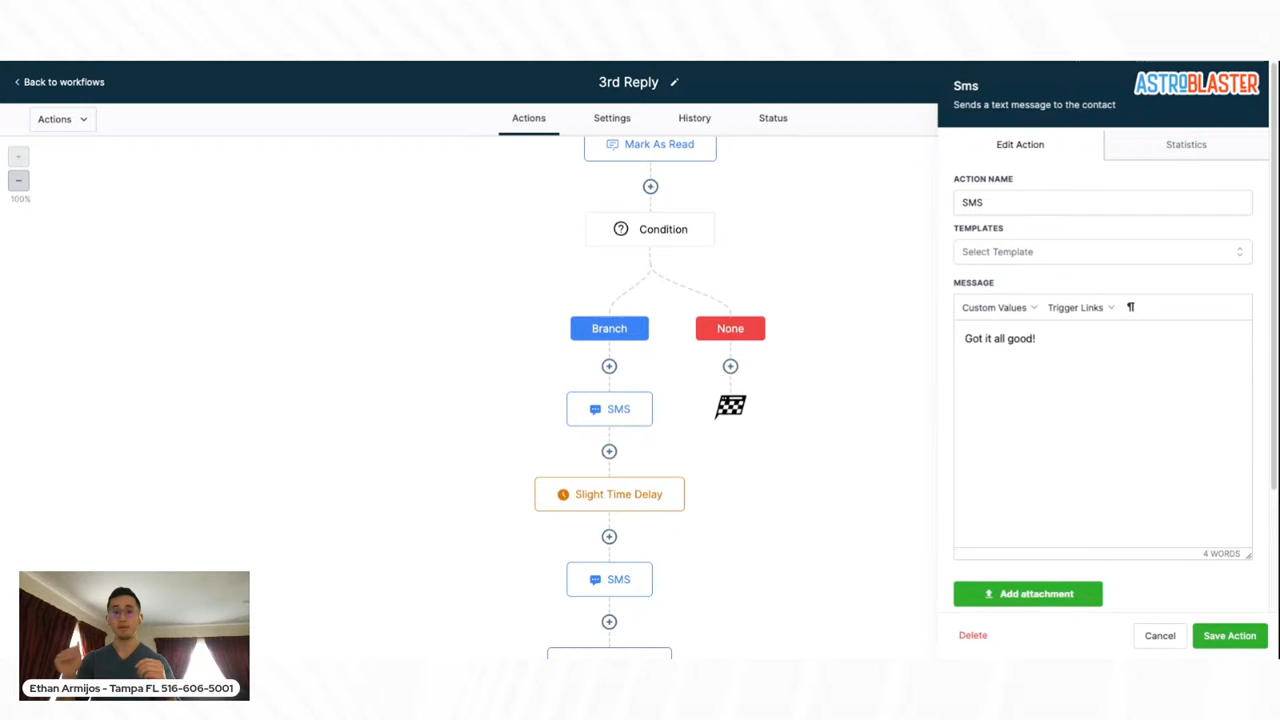 Back to workflows
3rd Reply
Sms
Sends a text message to the contact
ASTROBLASTER
Actions
Actions
Settings
History
Status
Edit Action
Statistics
Mark As Read
100%
ACTION NAME
SMS
Condition
TEMPLATES
Select Template
MESSAGE
Custom Values
Trigger Links
Branch
None
Got it all good!
SMS
Slight Time Delay
4 WORDS
SMS
Add attachment
Delete
Cancel
Save Action
Ethan Armijos - Tampa FL 516-606-5001